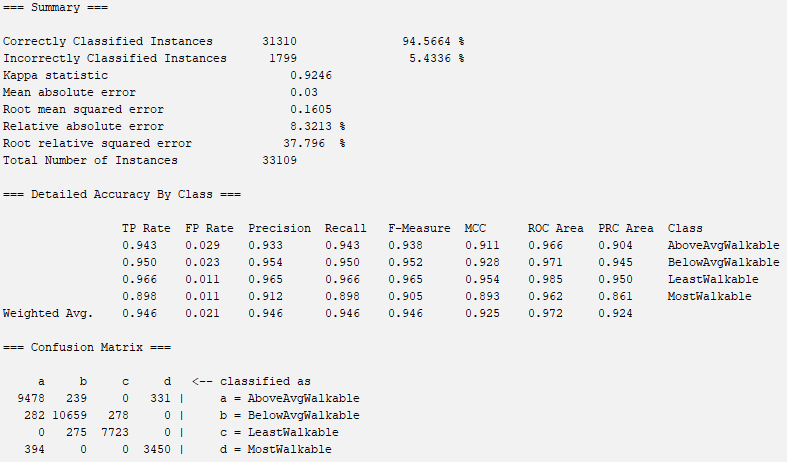 === Summary ===
Correctly Classified Instances 31310 94.5664 %
Incorrectly Classified Instances 1799 5.4336 %
Kappa statistic 0.9246
Mean absolute error 0.03
Root mean squared error 0.1605
Relative absolute error 8.3213 %
Root relative squared error 37.796 %
Total Number of Instances 33109
=== Detailed Accuracy By Class ===
TP Rate FP Rate Precision Recall F-Measure MCC ROC Area PRC Area Class
0.943 0.029 0.933 0.943 0.938 0.911 0.966 0.904 AboveAvgWalkable
0.950 0.023 0.954 0.950 0.952 0.928 0.971 0.945 BelowAvgWalkable
0.966 0.011 0.965 0.966 0.965 0.954 0.985 0.950 LeastWalkable
0.898 0.011 0.912 0.898 0.905 0.893 0.962 0.861 MostWalkable
Weighted Avg. 0.946 0.021 0.946 0.946 0.946 0.925 0.972 0.924
=== Confusion Matrix ===
a b c d <-- classified as
9478 239 0 331 | a = AboveAvgWalkable
282 10659 278 0 | b = BelowAvgWalkable
0 275 7723 0 | c = LeastWalkable
394 0 0 3450 | d = MostWalkable